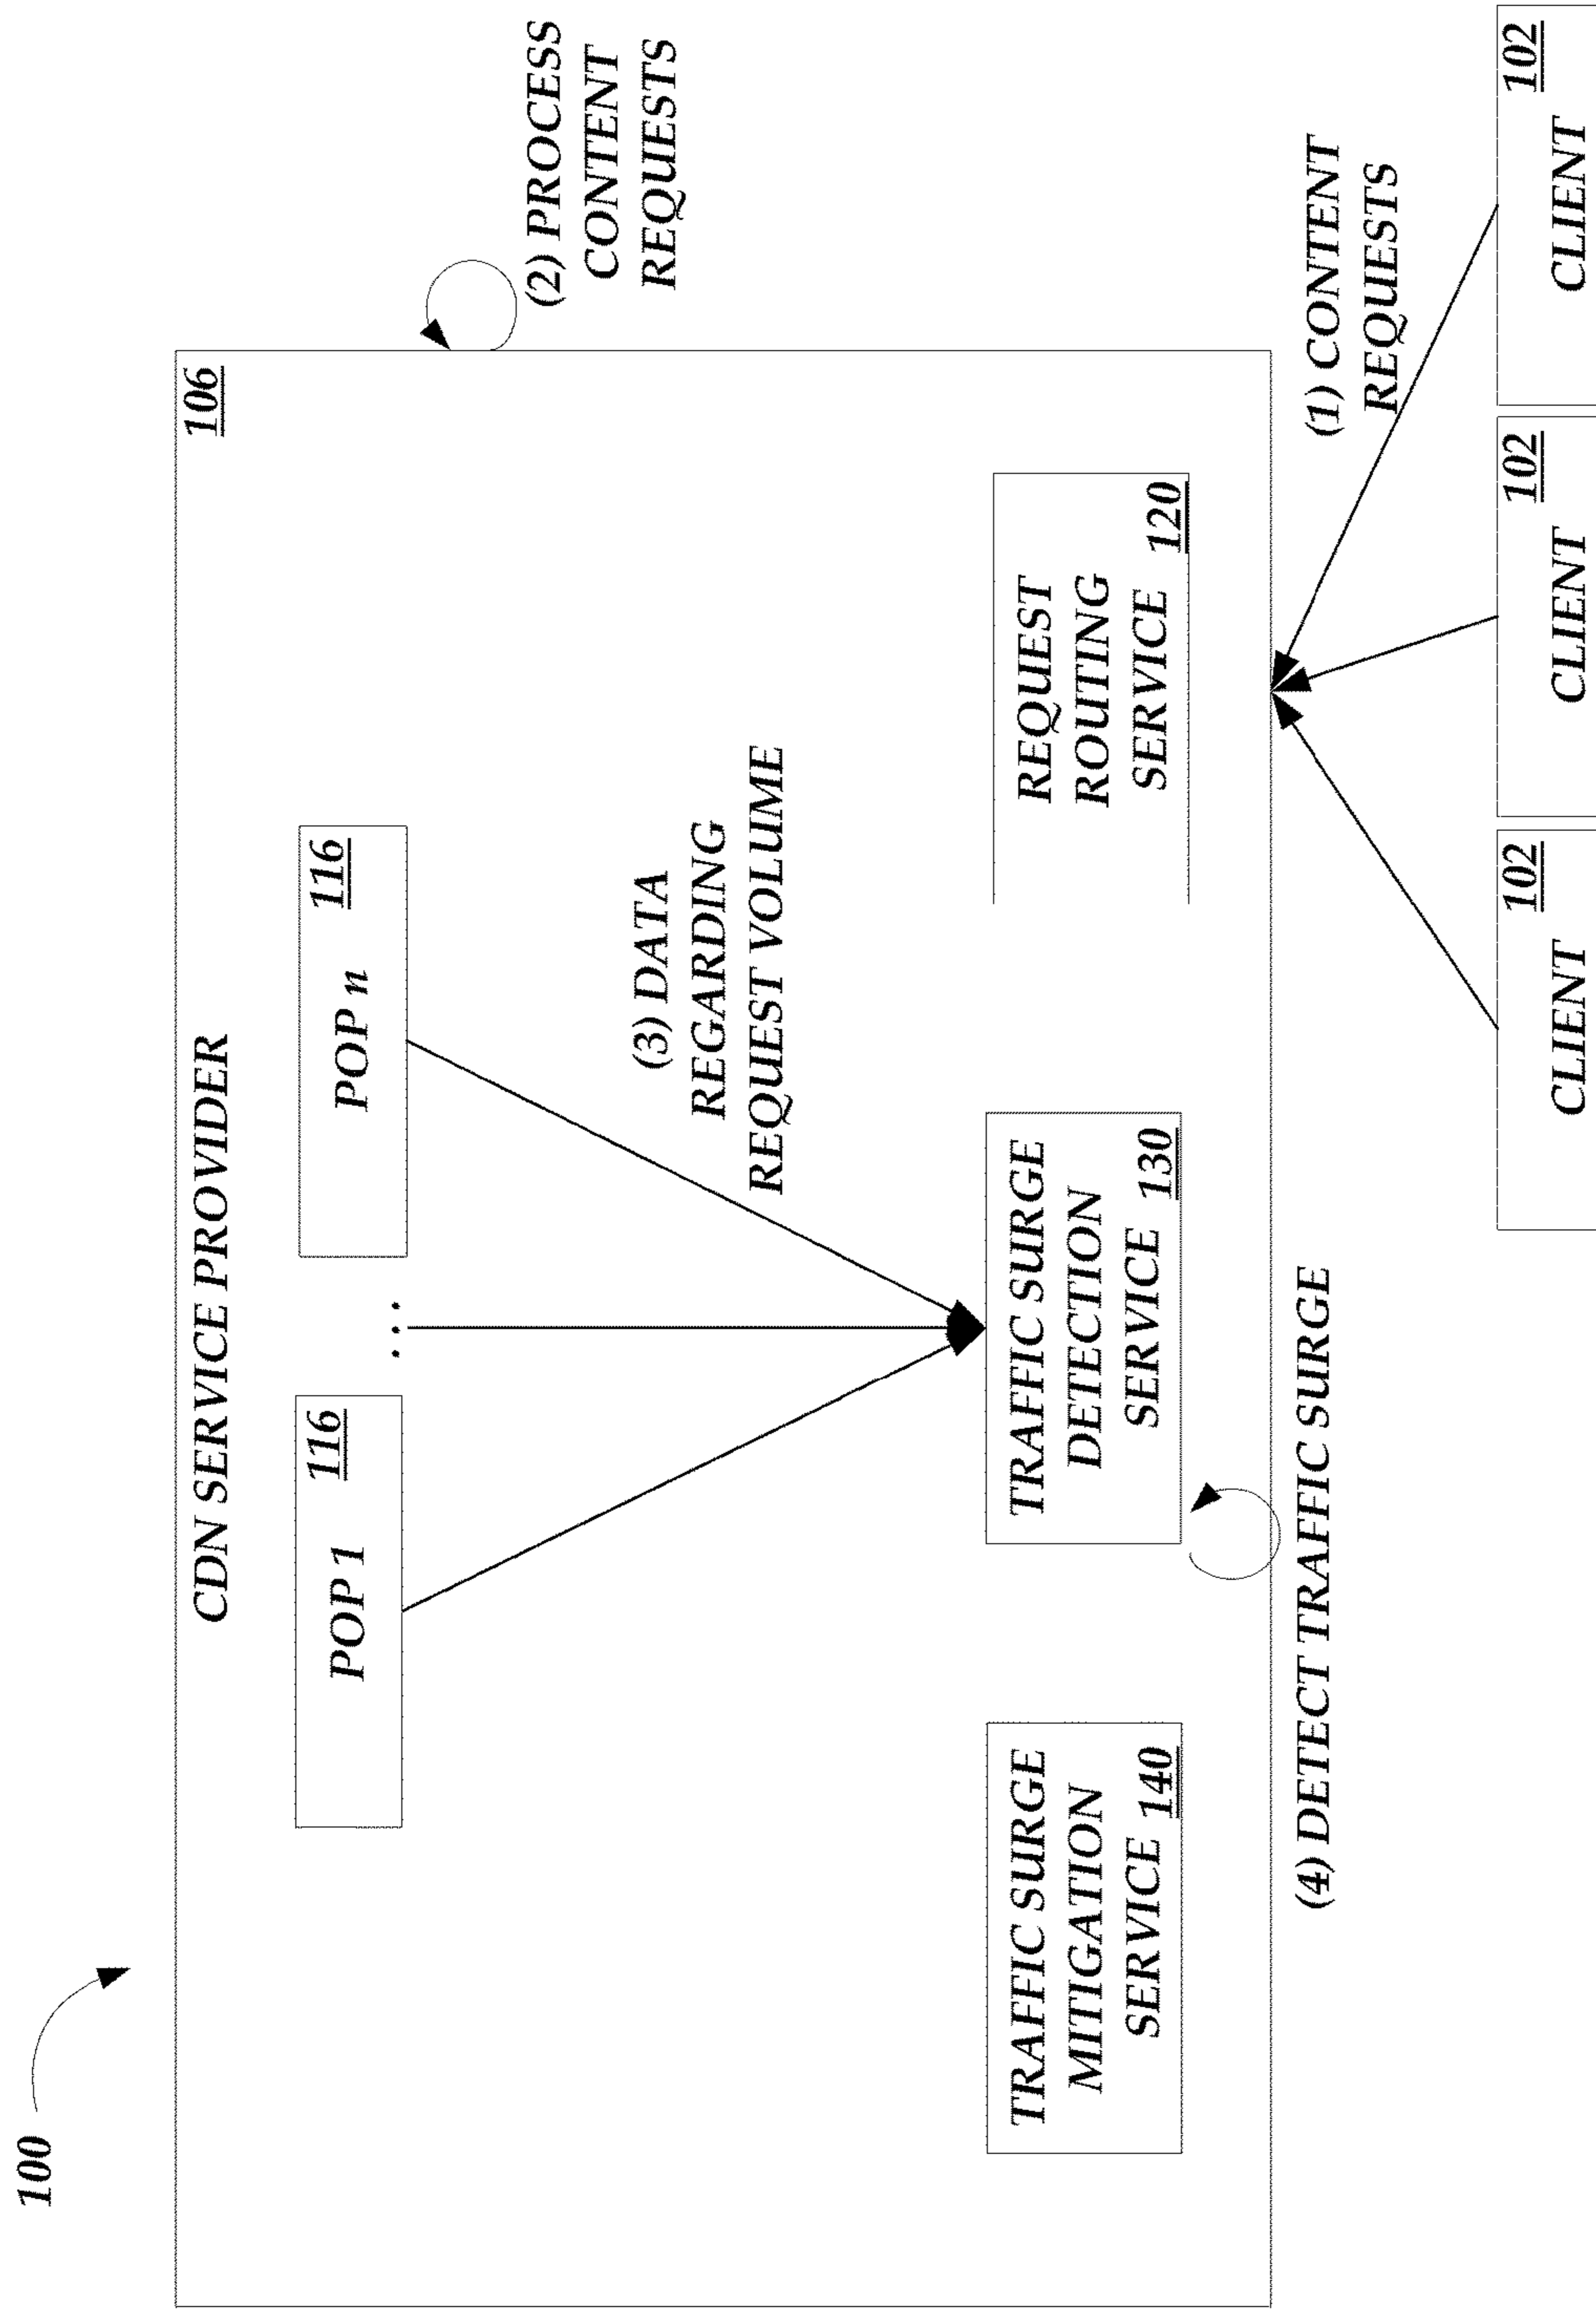 100
CDN SERVICE PROVIDER
106
POP 1
116
...
POP n
116
(2) PROCESS
CONTENT
REQUESTS
(3) DATA
REGARDING
REQUEST VOLUME
TRAFFIC SURGE
MITIGATION
SERVICE 140
TRAFFIC SURGE
DETECTION
SERVICE 130
REQUEST
ROUTING
SERVICE 120
(4) DETECT TRAFFIC SURGE
(1) CONTENT
REQUESTS
102
CLIENT
102
CLIENT
102
CLIENT